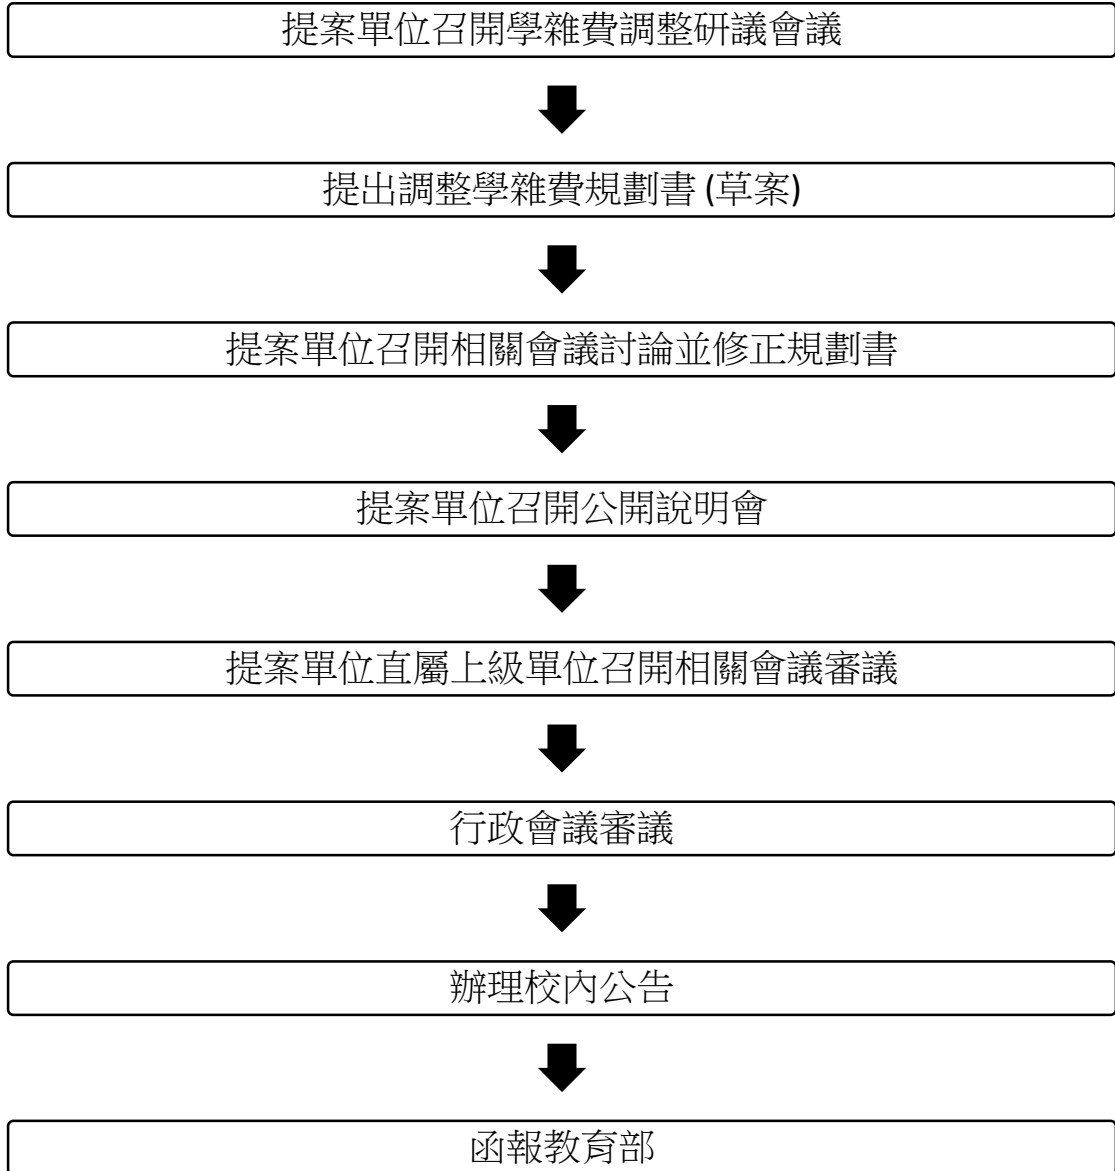 提案單位召開學雜費調整研議會議
提出調整學雜費規劃書 (草案)
提案單位召開相關會議討論並修正規劃書
提案單位召開公開說明會
提案單位直屬上級單位召開相關會議審議
行政會議審議
辦理校內公告
函報教育部